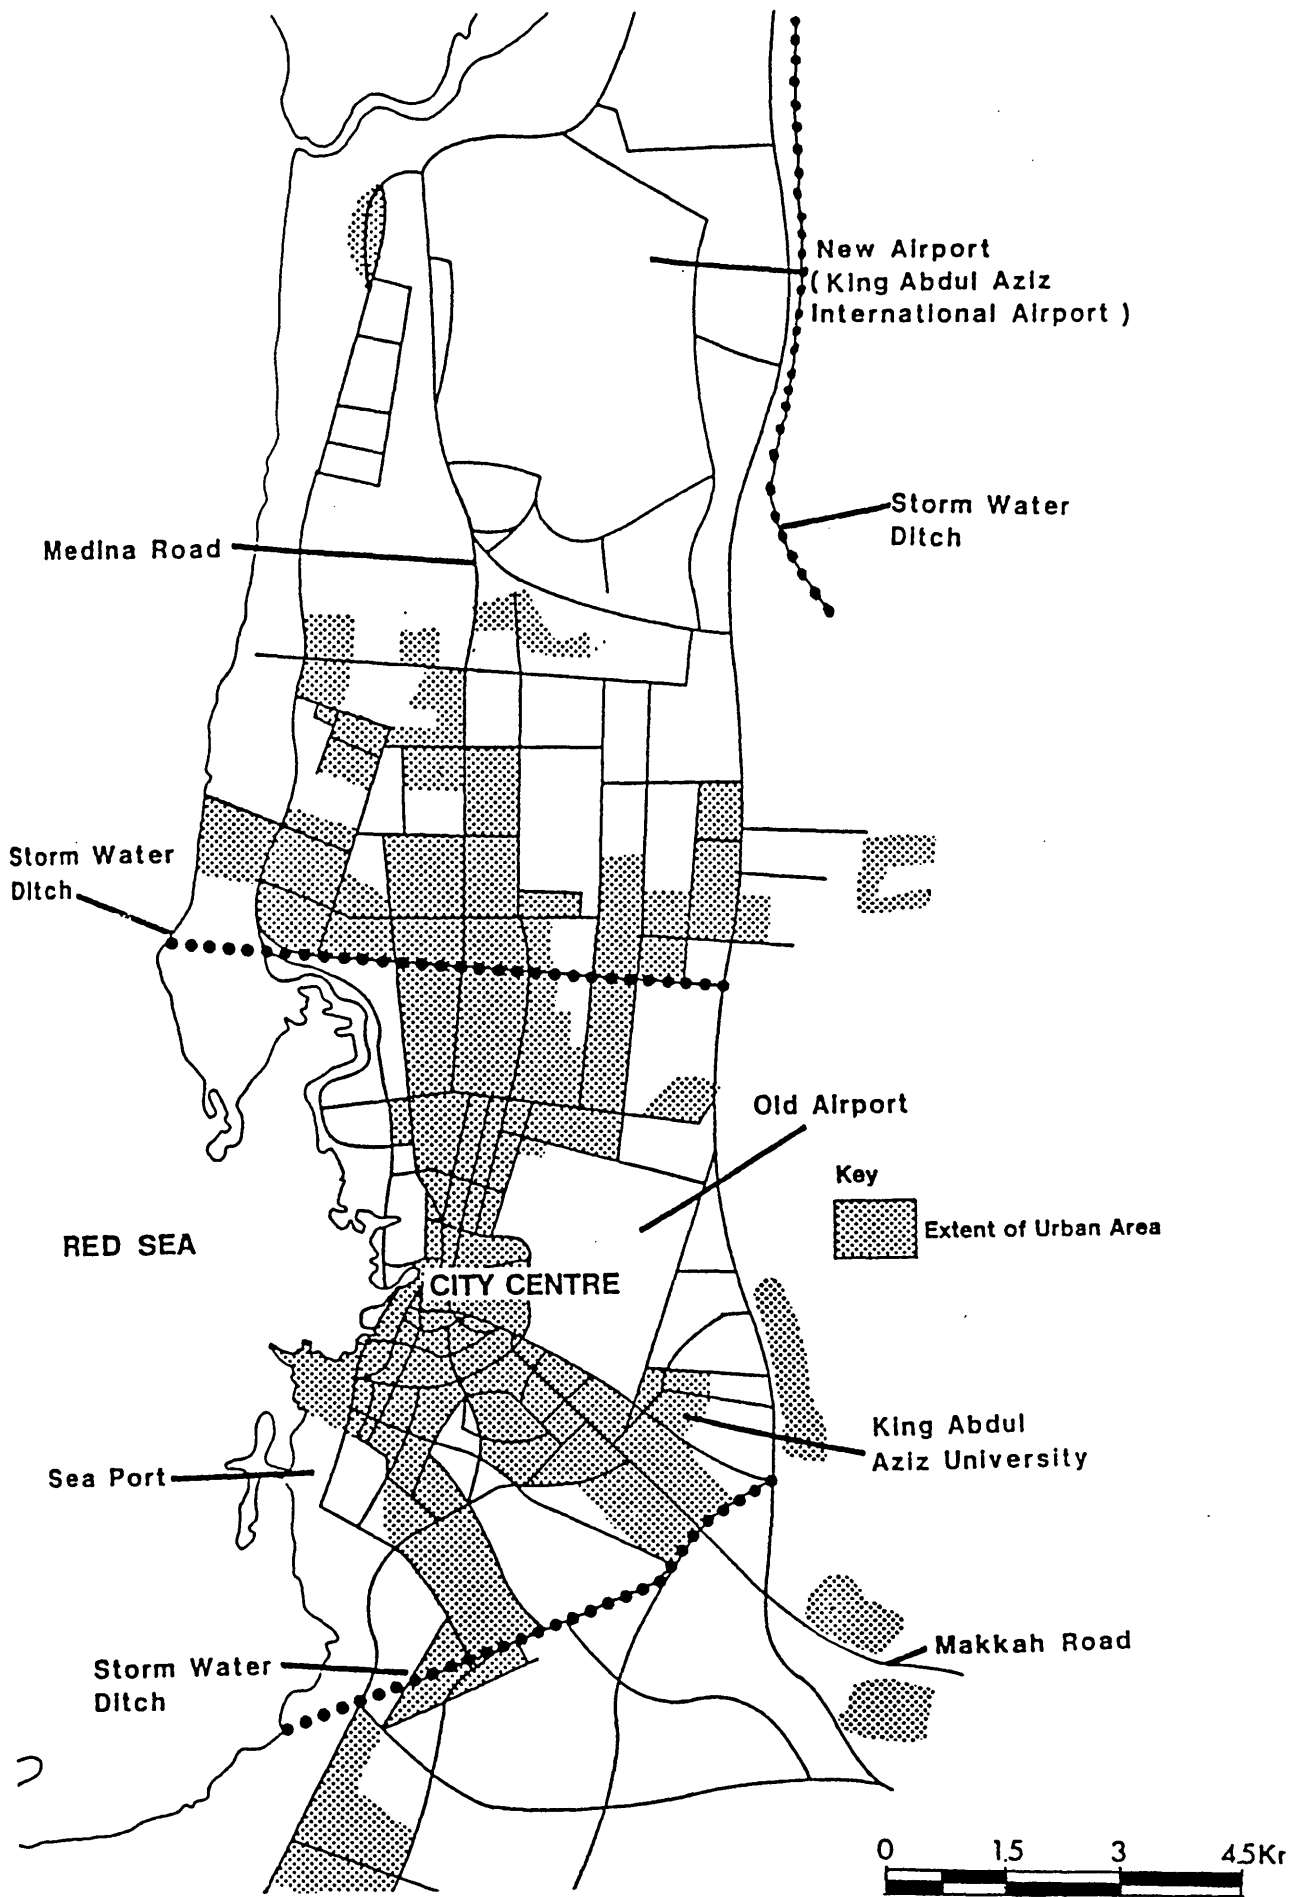 New Airport
( King Abdul Aziz
International Airport )
Storm Water
Ditch
Medina Road
Storm Water
Ditch
Old Airport
Key
Extent of Urban Area
RED SEA
CITY CENTRE
King Abdul
Aziz University
Sea Port
Makkah Road
Storm Water
Ditch
0 1.5 3 4.5Kr